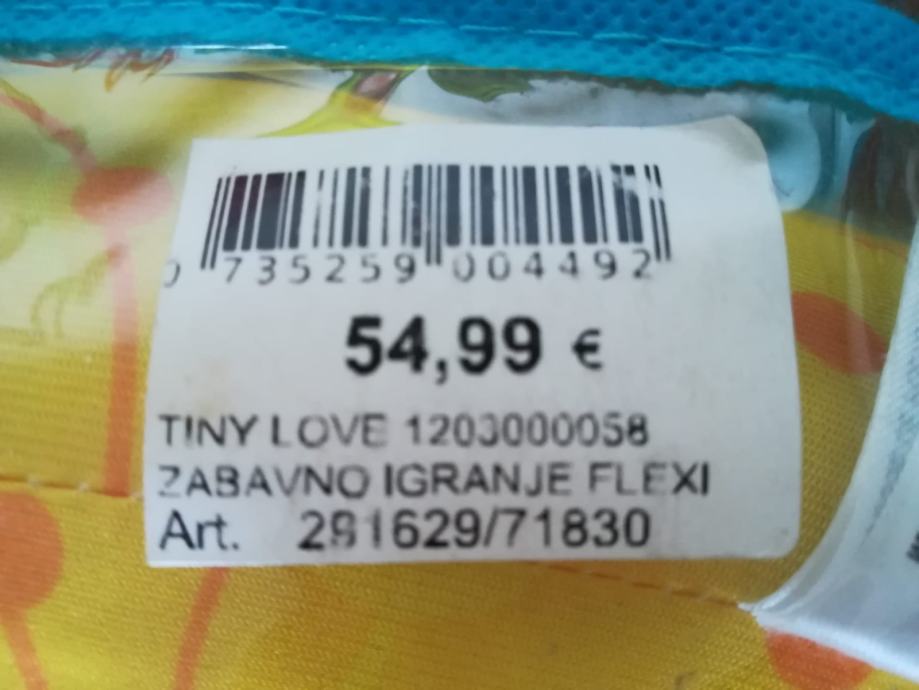 0 735259 004492
54,99 €
TINY LOVE 1203000058
ZABAVNO IGRANJE FLEXI
Art. 281629/71830